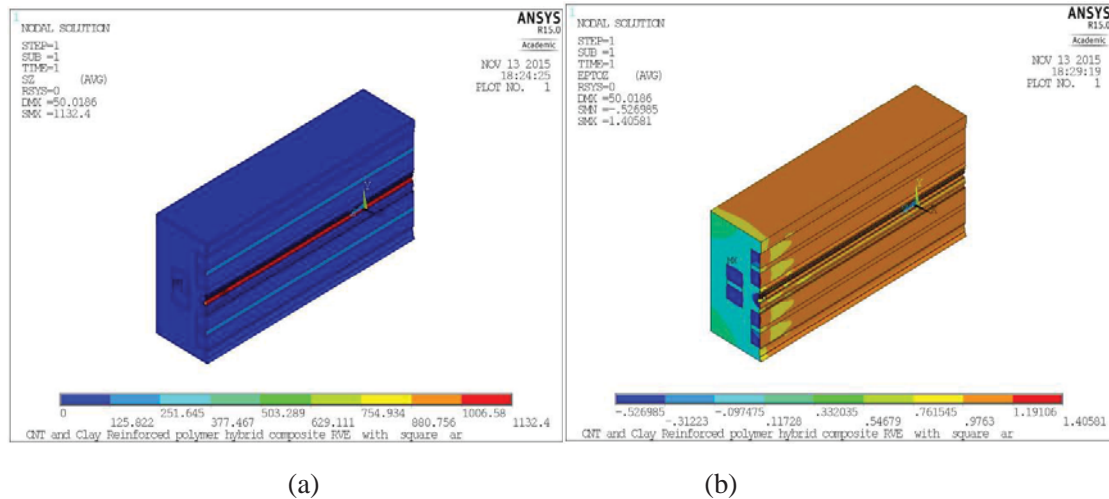 1
NODAL SOLUTION
STEP=1
SUB =1
TIME=1
SZ (AVG)
RSYS=0
DMX=50.0186
SMX=1132.4
ANSYS
R15.0
Academic
NOV 13 2015
18:24:25
PLOT NO. 1
Y
MX
0
125.822
251.645
377.467
503.289
629.111
754.934
880.756
1006.58
1132.4
CNT and Clay Reinforced polymer hybrid composite RVE with square ar
(a)
1
NODAL SOLUTION
STEP=1
SUB =1
TIME=1
EPTOZ (AVG)
RSYS=0
DMX=50.0186
SMN=-.526985
SMX=1.40581
ANSYS
R15.0
Academic
NOV 13 2015
18:29:19
PLOT NO. 1
MX
X
-.526985
-.31223
-.097475
.11728
.332035
.54679
.761545
.9763
1.19106
1.40581
CNT and Clay Reinforced polymer hybrid composite RVE with square ar
(b)